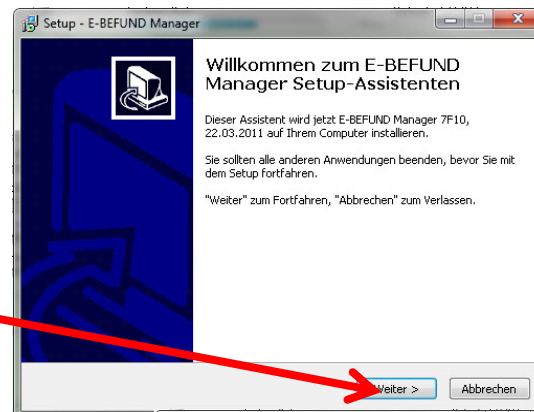 Setup - E-BEFUND Manager
Willkommen zum E-BEFUND
Manager Setup-Assistenten
Dieser Assistent wird jetzt E-BEFUND Manager 7F10,
22.03.2011 auf Ihrem Computer installieren.
Sie sollten alle anderen Anwendungen beenden, bevor Sie mit
dem Setup fortfahren.
"Weiter" zum Fortfahren, "Abbrechen" zum Verlassen.
Weiter > Abbrechen